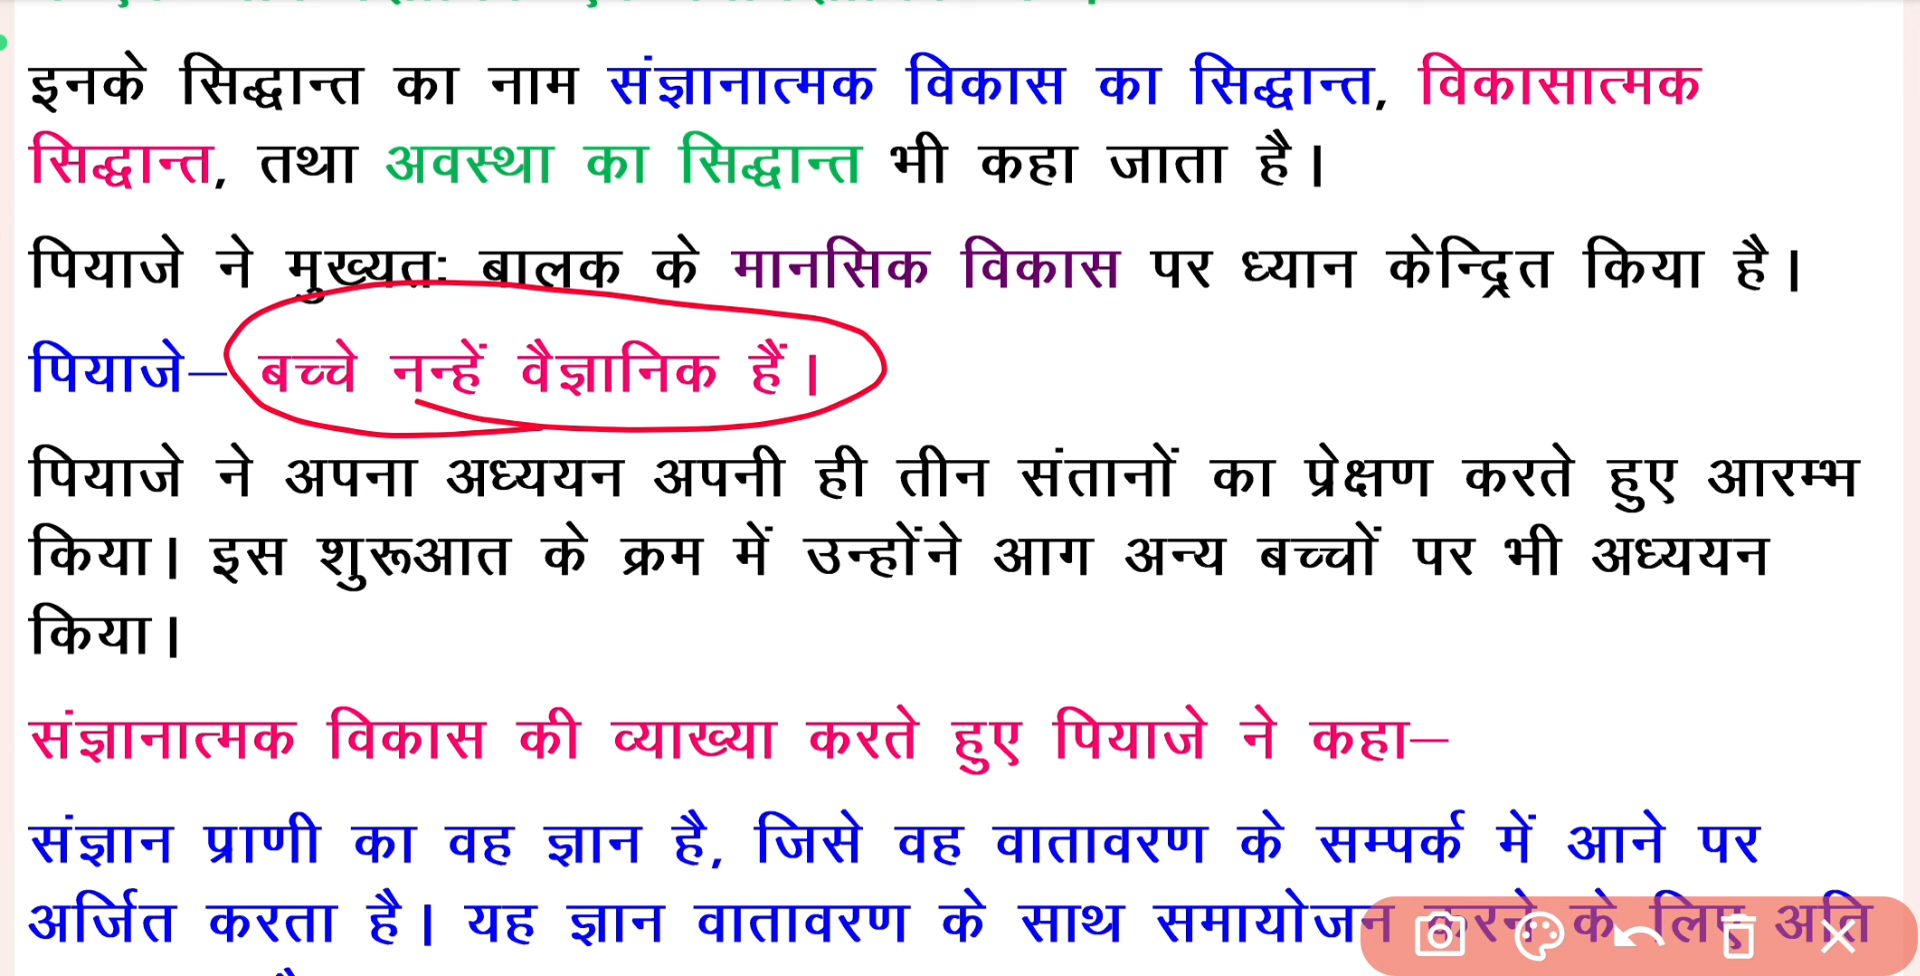 इनके सिद्धान्त का नाम संज्ञानात्मक विकास का सिद्धान्त, विकासात्मक
सिद्धान्त, तथा अवस्था का सिद्धान्त भी कहा जाता है।
पियाजे ने मुख्यतः बालक के मानसिक विकास पर ध्यान केन्द्रित किया है।
पियाजे– बच्चे नन्हें वैज्ञानिक हैं।
पियाजे ने अपना अध्ययन अपनी ही तीन संतानों का प्रेक्षण करते हुए आरम्भ
किया। इस शुरूआत के क्रम में उन्होंने आग अन्य बच्चों पर भी अध्ययन
किया।
संज्ञानात्मक विकास की व्याख्या करते हुए पियाजे ने कहा–
संज्ञान प्राणी का वह ज्ञान है, जिसे वह वातावरण के सम्पर्क में आने पर
अर्जित करता है। यह ज्ञान वातावरण के साथ समायोजन करने के लिए अति